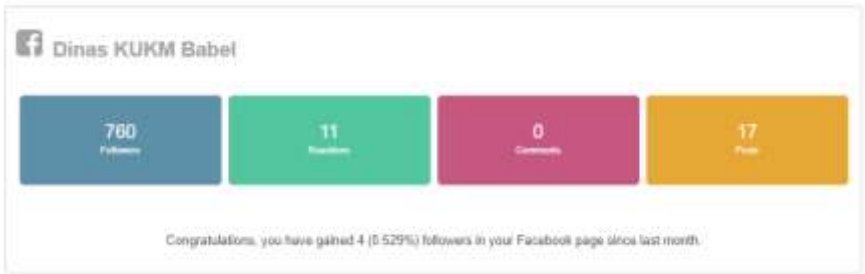 Dinas KUKM Babel
760
Followers
11
Reactions
0
Comments
17
Posts
Congratulations, you have gained 4 (0.529%) followers in your Facebook page since last month.